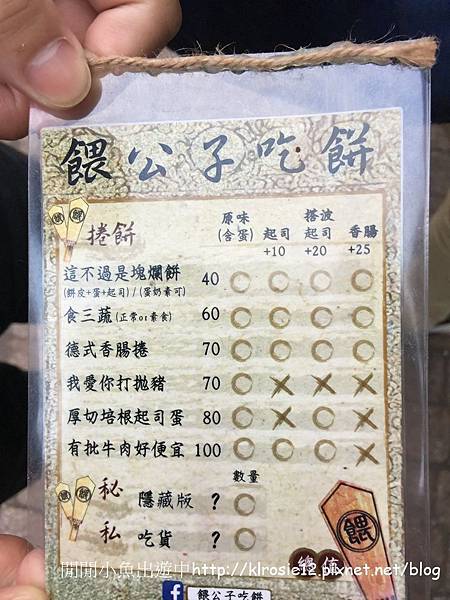 餵公子吃餅
捲餅 原味(含蛋) 起司+10 搭波起司+20 香腸+25
這不過是塊爛餅 40 ○ ○ ○ ○
(餅皮+蛋+起司)/(蛋奶素可)
食三蔬(正常or素食) 60 ○ ○ ○ ○
德式香腸捲 70 ○ ○ ○ ○
我愛你打拋豬 70 ○ × × ×
厚切培根起司蛋 80 ○ × ○ ×
有批牛肉好便宜 100 ○ ○ ○ ×
數量
秘私
隱藏版 ? ○
吃貨 ? ○
餵
總值
開開小魚出遊中http://klrosie12.pixnet.net/blog
f 餵公子吃餅